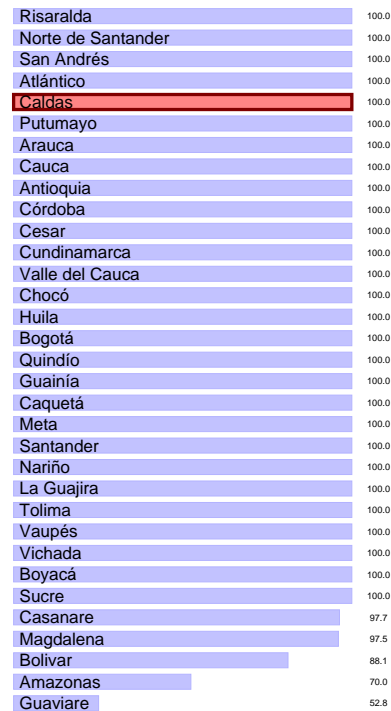 Risaralda 100.0
Norte de Santander 100.0
San Andrés 100.0
Atlántico 100.0
Caldas 100.0
Putumayo 100.0
Arauca 100.0
Cauca 100.0
Antioquia 100.0
Córdoba 100.0
Cesar 100.0
Cundinamarca 100.0
Valle del Cauca 100.0
Chocó 100.0
Huila 100.0
Bogotá 100.0
Quindío 100.0
Guainía 100.0
Caquetá 100.0
Meta 100.0
Santander 100.0
Nariño 100.0
La Guajira 100.0
Tolima 100.0
Vaupés 100.0
Vichada 100.0
Boyacá 100.0
Sucre 100.0
Casanare 97.7
Magdalena 97.5
Bolivar 88.1
Amazonas 70.0
Guaviare 52.8